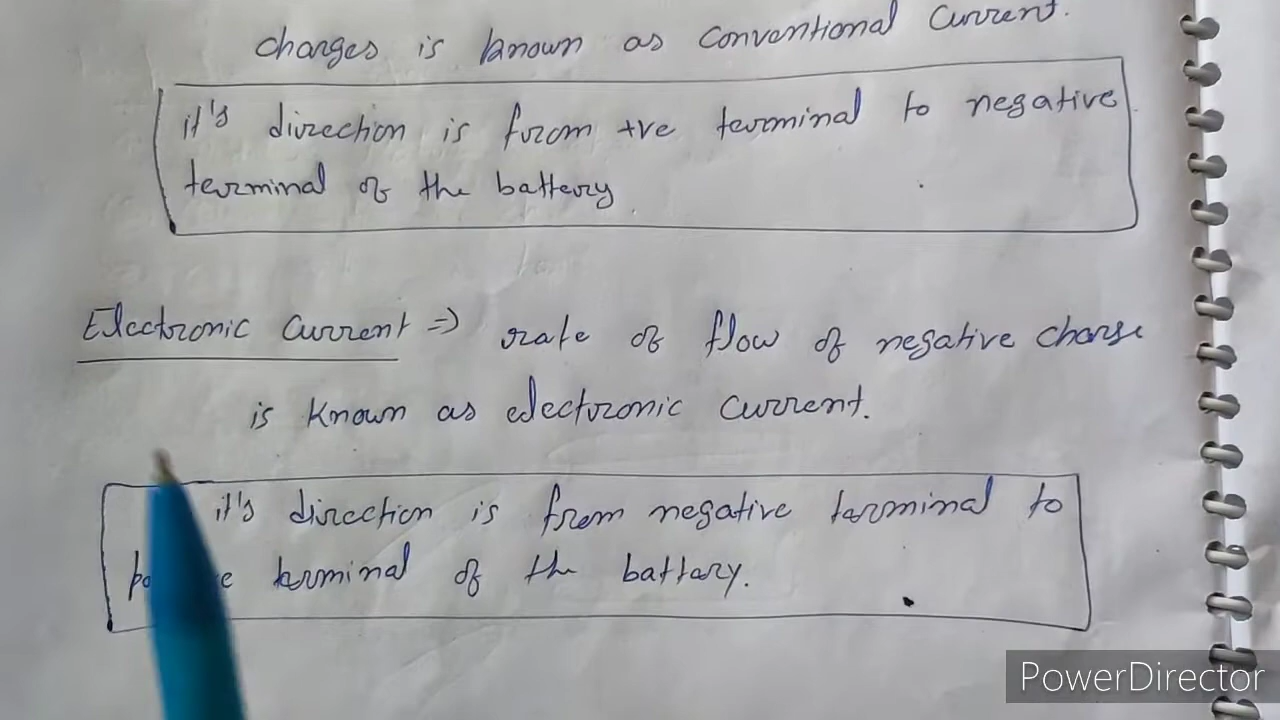 charges is known as conventional current.
it's direction is from +ve terminal to negative
terminal of the battery
Electronic Current => rate of flow of negative charge
is known as electronic current.
it's direction is from negative terminal to
terminal of the battery.
PowerDirector